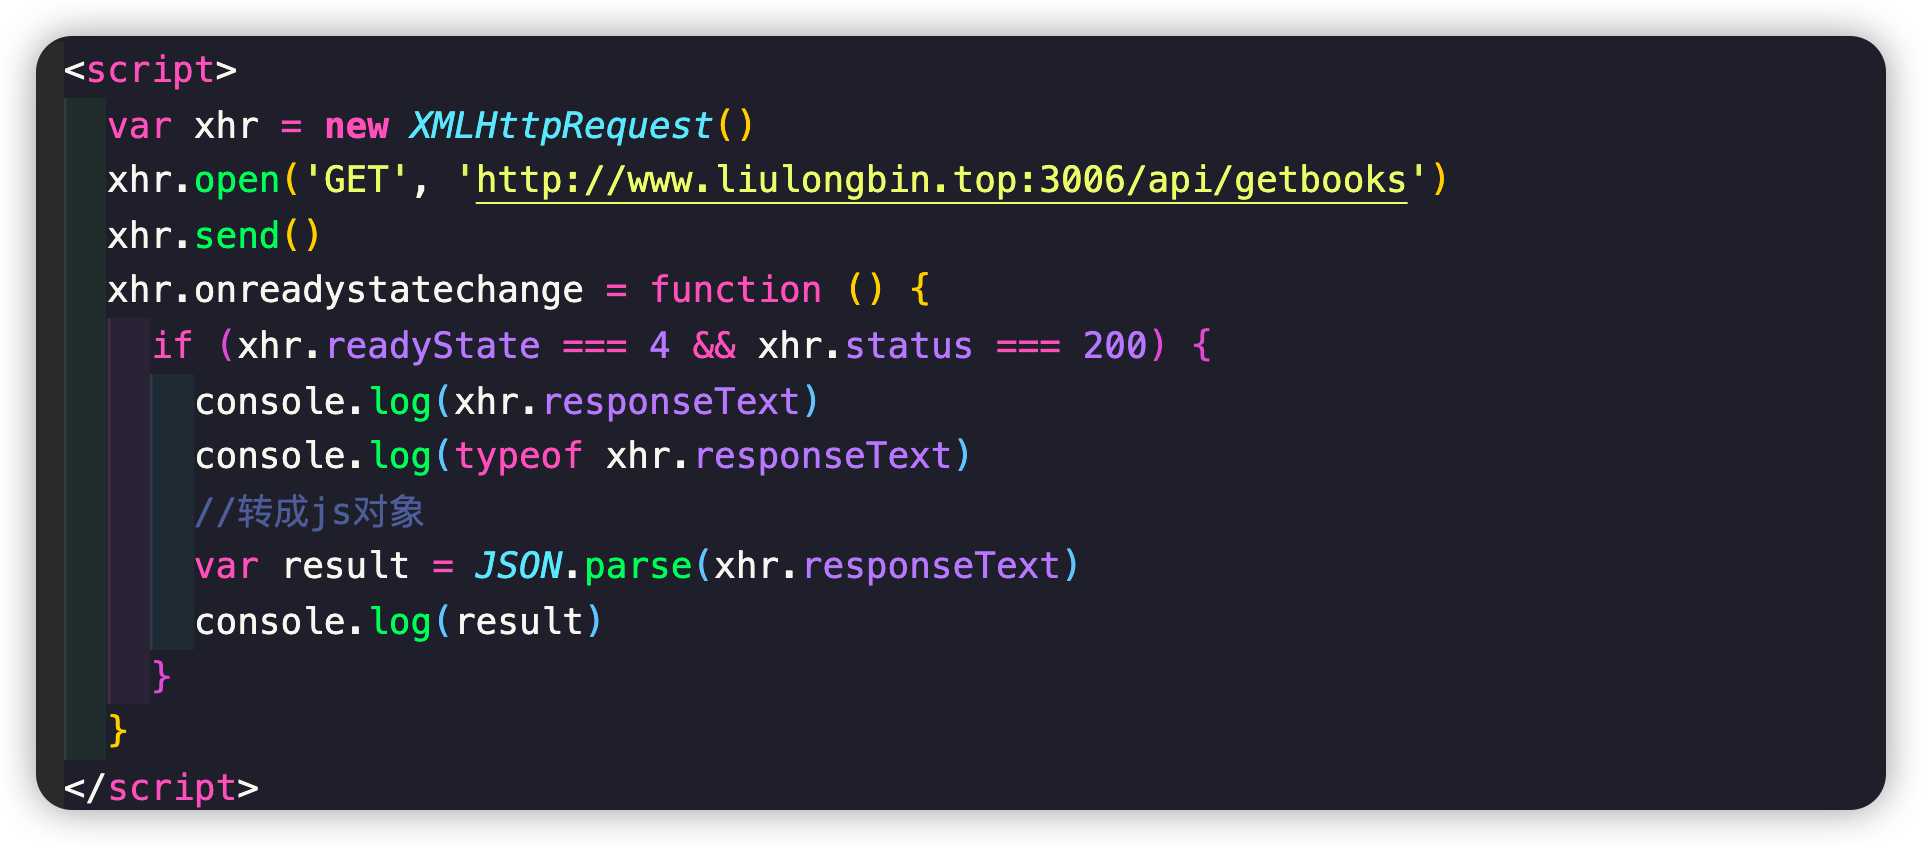 <script>
var xhr = new XMLHttpRequest()
xhr.open('GET', 'http://www.liulongbin.top:3006/api/getbooks')
xhr.send()
xhr.onreadystatechange = function () {
if (xhr.readyState === 4 && xhr.status === 200) {
console.log(xhr.responseText)
console.log(typeof xhr.responseText)
//转成js对象
var result = JSON.parse(xhr.responseText)
console.log(result)
}
}
</script>